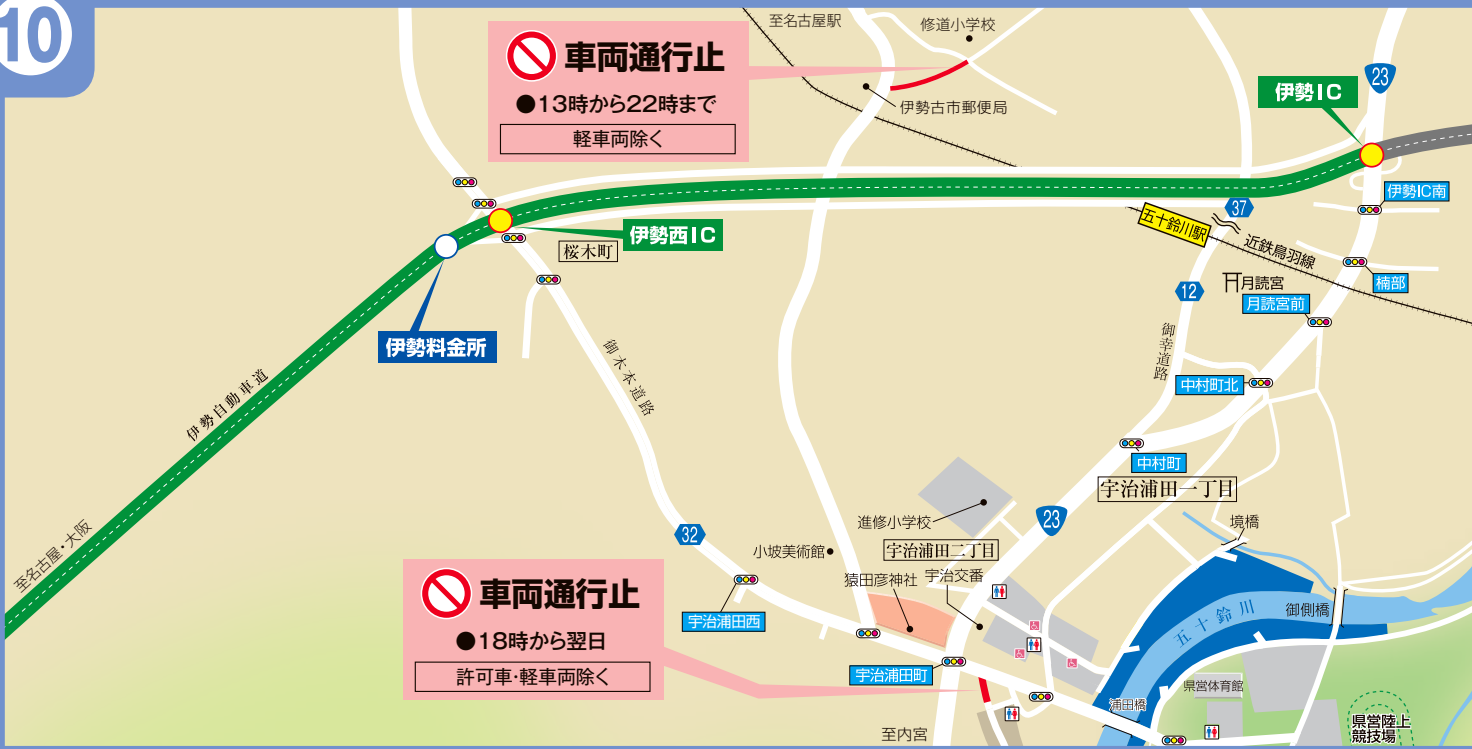 10
車両通行止
●13時から22時まで
軽車両除く
至名古屋駅
修道小学校
伊勢古市郵便局
23
伊勢IC
伊勢IC南
37
五十鈴川駅
近鉄鳥羽線
楠部
月読宮
月読宮前
12
御幸道路
中村町北
中村町
宇治浦田一丁目
伊勢西IC
桜木町
伊勢料金所
伊勢自動車道
至名古屋・大阪
御木本道路
32
小坡美術館
進修小学校
23
宇治浦田二丁目
猿田彦神社
宇治交番
境橋
五十鈴川
御側橋
車両通行止
●18時から翌日
許可車・軽車両除く
宇治浦田西
宇治浦田町
浦田橋
県営体育館
県営陸上
競技場
至内宮